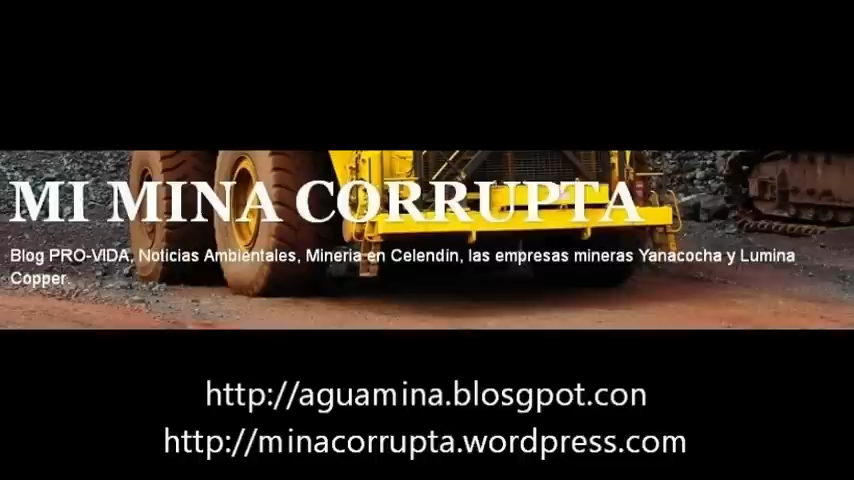 MI MINA CORRUPTA
Blog PRO-VIDA, Noticias Ambientales, Mineria en Celendín, las empresas mineras Yanacocha y Lumina
Copper.
http://aguamina.blosgpot.con
http://minacorrupta.wordpress.com